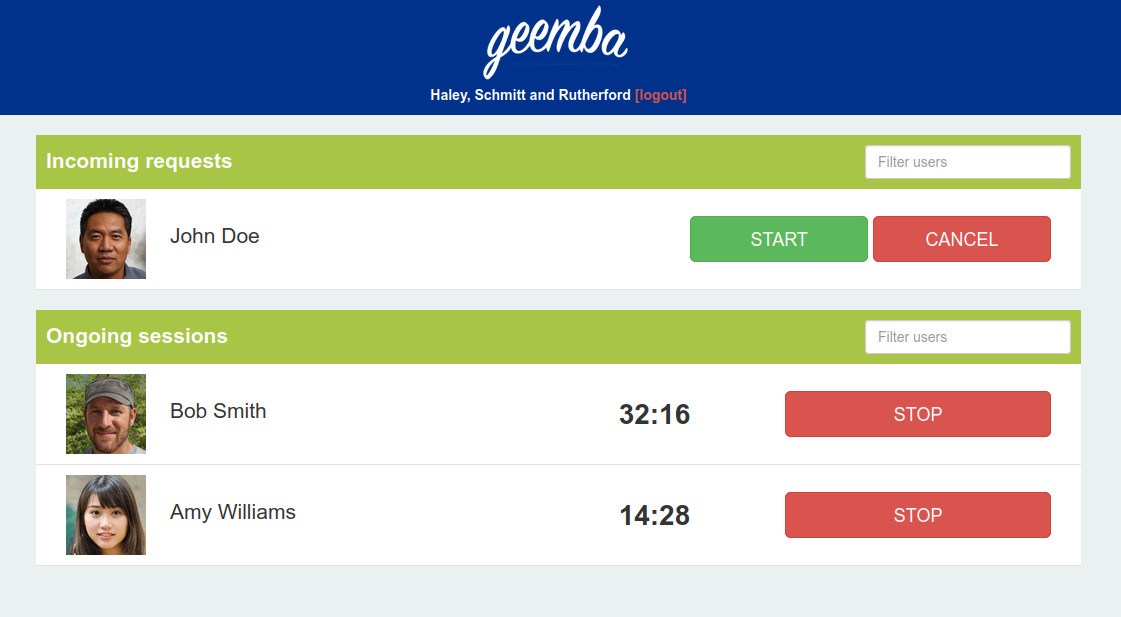 geemba
Haley, Schmitt and Rutherford [logout]
Incoming requests
Filter users
John Doe
START
CANCEL
Ongoing sessions
Filter users
Bob Smith
32:16
STOP
Amy Williams
14:28
STOP